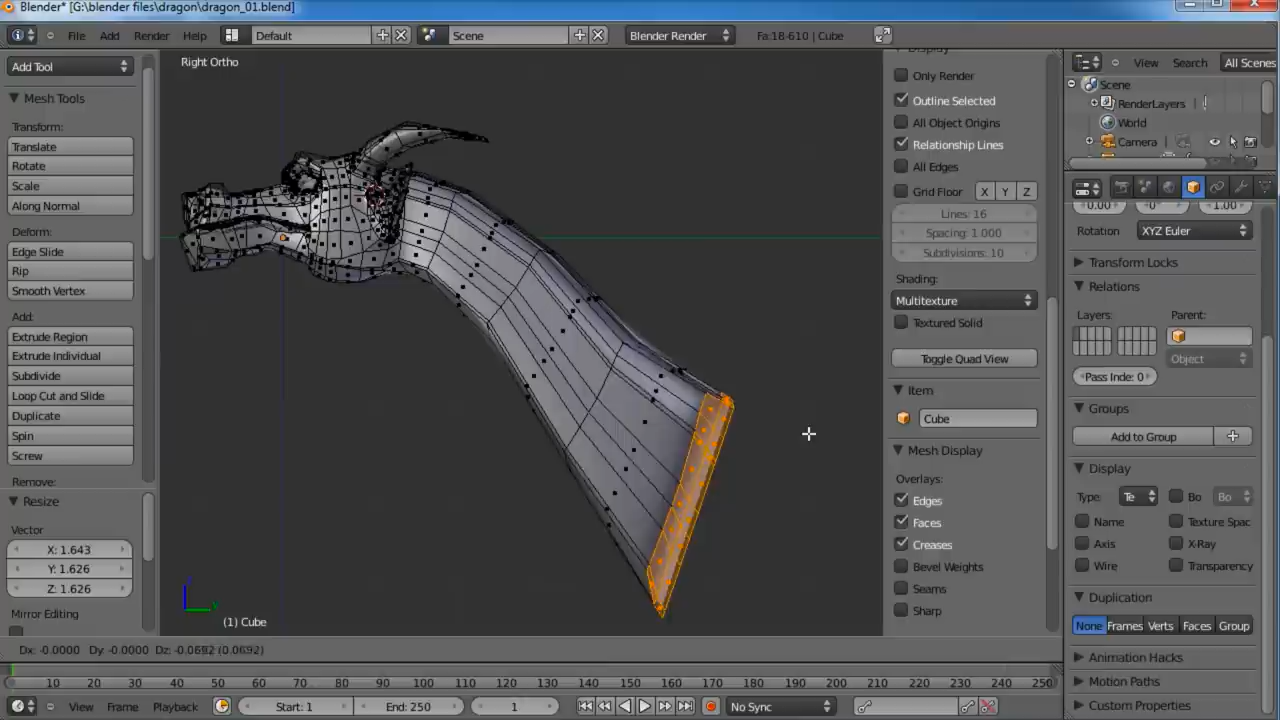 Blender* [G:\blender files\dragon\dragon_01.blend]
File Add Render Help Default Scene Blender Render Fa:18-610 | Cube
Add Tool
Mesh Tools
Transform:
Translate
Rotate
Scale
Along Normal
Deform:
Edge Slide
Rip
Smooth Vertex
Add:
Extrude Region
Extrude Individual
Subdivide
Loop Cut and Slide
Duplicate
Spin
Screw
Remove:
Resize
Vector
X: 1.643
Y: 1.626
Z: 1.626
Mirror Editing
Right Ortho
(1) Cube
Dx: -0.0000 Dy: -0.0000 Dz: -0.0692 (0.0692)
Display
Only Render
Outline Selected
All Object Origins
Relationship Lines
All Edges
Grid Floor X Y Z
Lines: 16
Spacing: 1.000
Subdivisions: 10
Shading:
Multitexture
Textured Solid
Toggle Quad View
Item
Cube
Mesh Display
Overlays:
Edges
Faces
Creases
Bevel Weights
Seams
Sharp
View Search All Scenes
Scene
RenderLayers
World
Camera
0.00 0° 1.00
Rotation XYZ Euler
Transform Locks
Relations
Layers: Parent:
Object
Pass Inde: 0
Groups
Add to Group
Display
Type: Te Bo Bo
Name Texture Spac
Axis X-Ray
Wire Transparency
Duplication
None Frames Verts Faces Group
Animation Hacks
Motion Paths
Custom Properties
10 20 30 40 50 60 70 80 90 100 110 120 130 140 150 160 170 180 190 200 210 220 230 240 250
View Frame Playback Start: 1 End: 250 1 No Sync